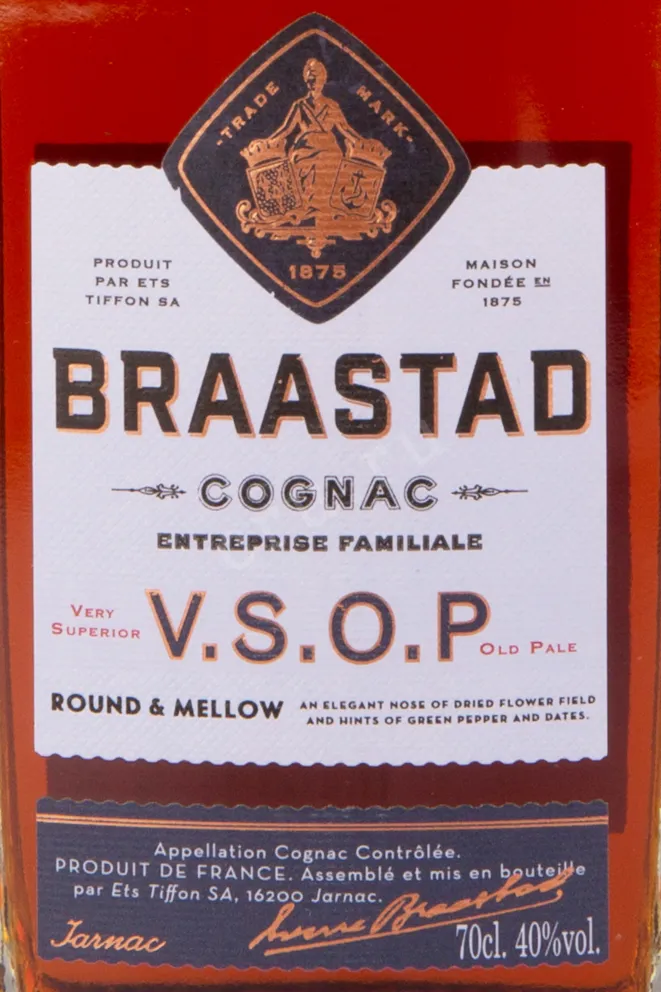 TRADE MARK
1875
PRODUIT
PAR ETS
TIFFON SA
MAISON
FONDÉE EN
1875
BRAASTAD
COGNAC
ENTREPRISE FAMILIALE
VERY
SUPERIOR
V.S.O.P
OLD PALE
ROUND & MELLOW
AN ELEGANT NOSE OF DRIED FLOWER FIELD
AND HINTS OF GREEN PEPPER AND DATES.
Appellation Cognac Contrôlée.
PRODUIT DE FRANCE. Assemblé et mis en bouteille
par Ets Tiffon SA, 16200 Jarnac.
Jarnac
Braastad
70cl. 40%vol.